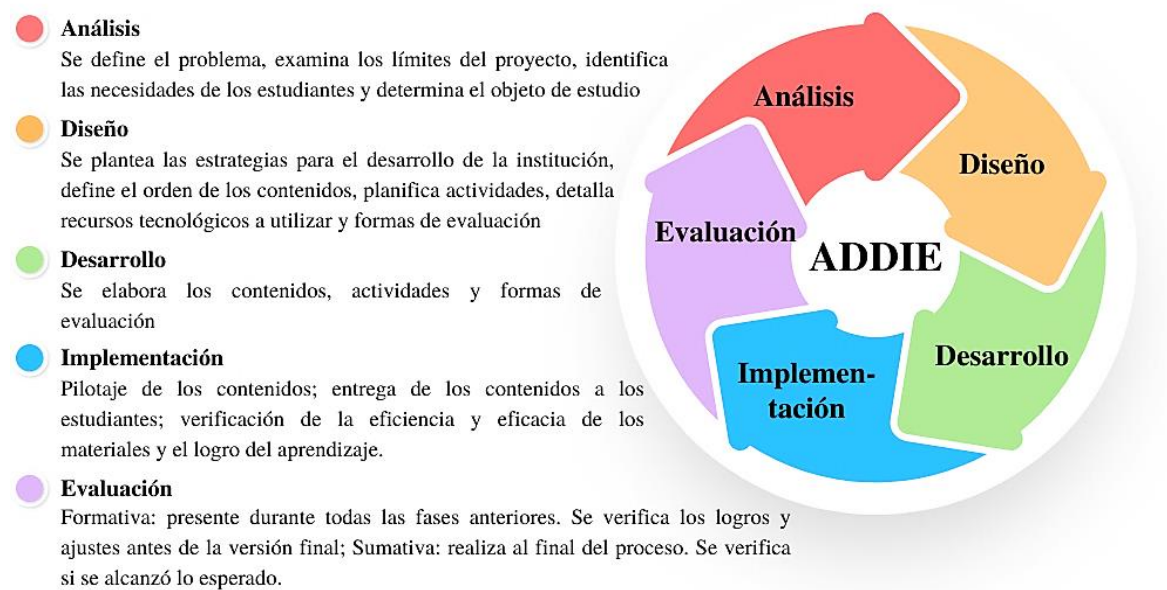 Análisis
Se define el problema, examina los límites del proyecto, identifica
las necesidades de los estudiantes y determina el objeto de estudio
Diseño
Se plantea las estrategias para el desarrollo de la institución,
define el orden de los contenidos, planifica actividades, detalla
recursos tecnológicos a utilizar y formas de evaluación
Desarrollo
Se elabora los contenidos, actividades y formas de
evaluación
Implementación
Pilotaje de los contenidos; entrega de los contenidos a los
estudiantes; verificación de la eficiencia y eficacia de los
materiales y el logro del aprendizaje.
Evaluación
Formativa: presente durante todas las fases anteriores. Se verifica los logros y
ajustes antes de la versión final; Sumativa: realiza al final del proceso. Se verifica
si se alcanzó lo esperado.
Análisis
Diseño
Desarrollo
Implemen-
tación
Evaluación
ADDIE